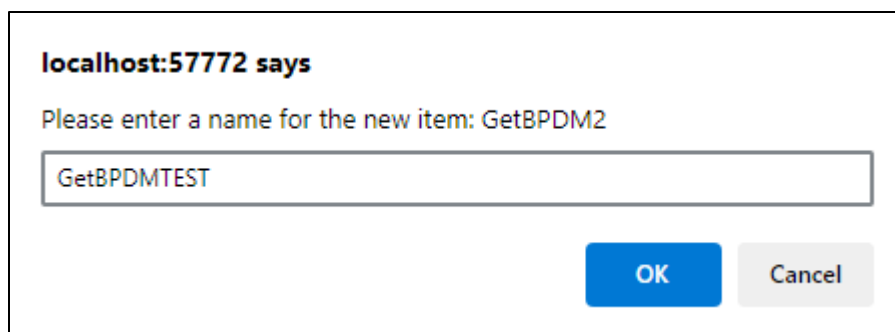 localhost:57772 says
Please enter a name for the new item: GetBPDM2
GetBPDMTEST
OK Cancel